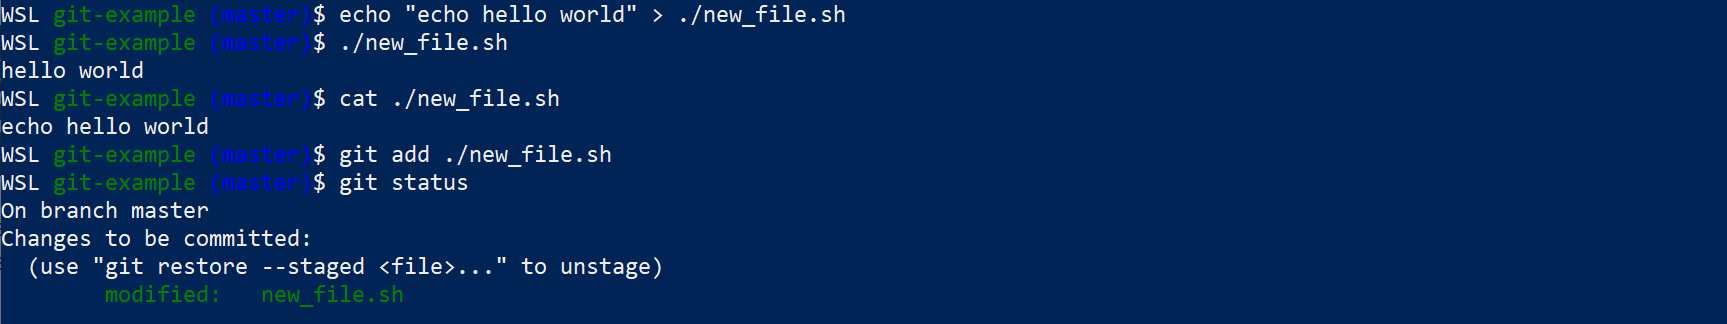 WSL git-example (master)$ echo "echo hello world" > ./new_file.sh
WSL git-example (master)$ ./new_file.sh
hello world
WSL git-example (master)$ cat ./new_file.sh
echo hello world
WSL git-example (master)$ git add ./new_file.sh
WSL git-example (master)$ git status
On branch master
Changes to be committed:
  (use "git restore --staged <file>..." to unstage)
        modified:   new_file.sh